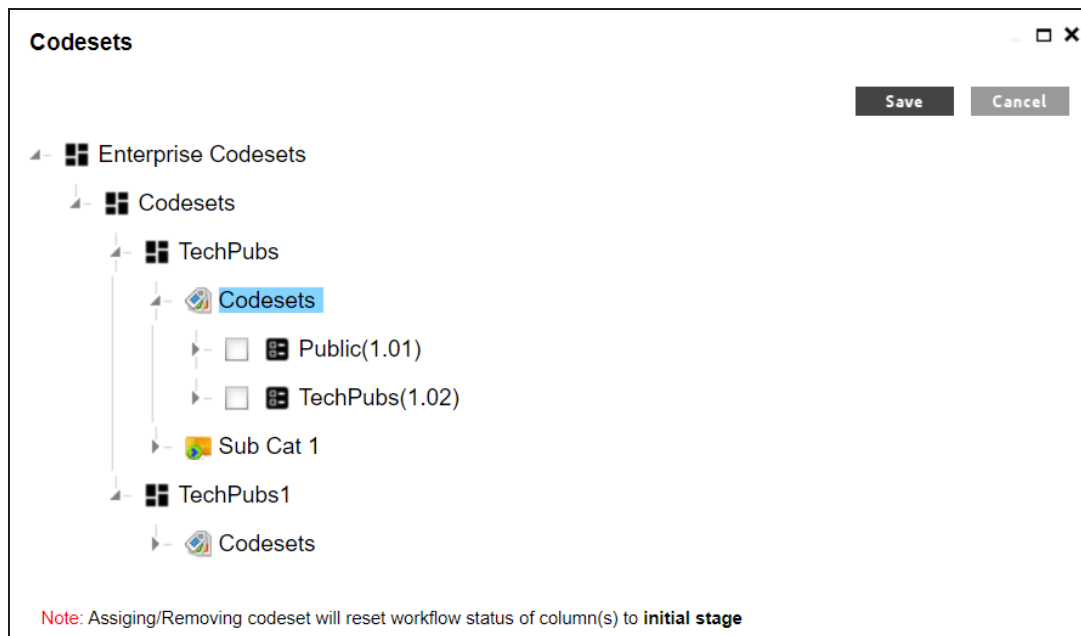 Codesets
Save Cancel
Enterprise Codesets
Codesets
TechPubs
Codesets
Public(1.01)
TechPubs(1.02)
Sub Cat 1
TechPubs1
Codesets
Note: Assiging/Removing codeset will reset workflow status of column(s) to initial stage